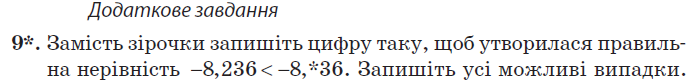 Додаткове завдання
9*. Замість зірочки запишіть цифру таку, щоб утворилася правиль-
на нерівність –8,236 < –8,*36. Запишіть усі можливі випадки.